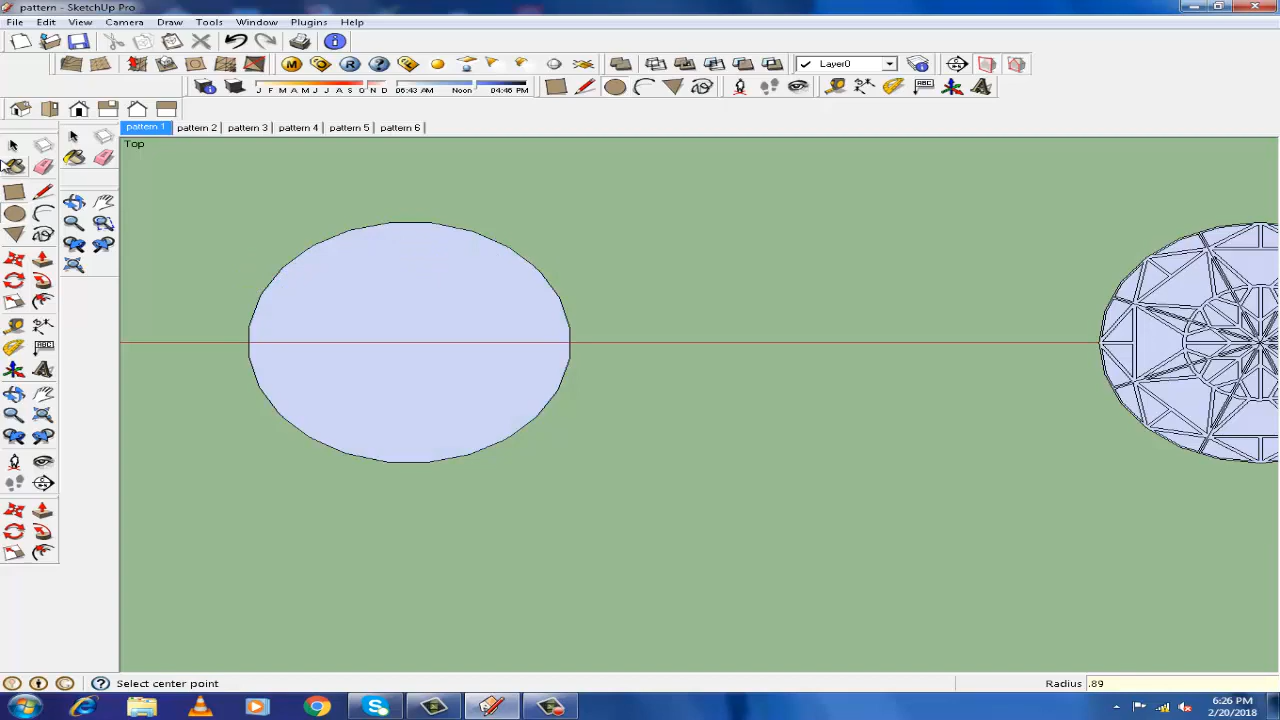 pattern - SketchUp Pro
File Edit View Camera Draw Tools Window Plugins Help
Layer0
J F M A M J J A S O N D 06:43 AM Noon 04:46 PM
pattern 1 pattern 2 pattern 3 pattern 4 pattern 5 pattern 6
Top
ABC
Select center point Radius .89
6:26 PM
2/20/2018